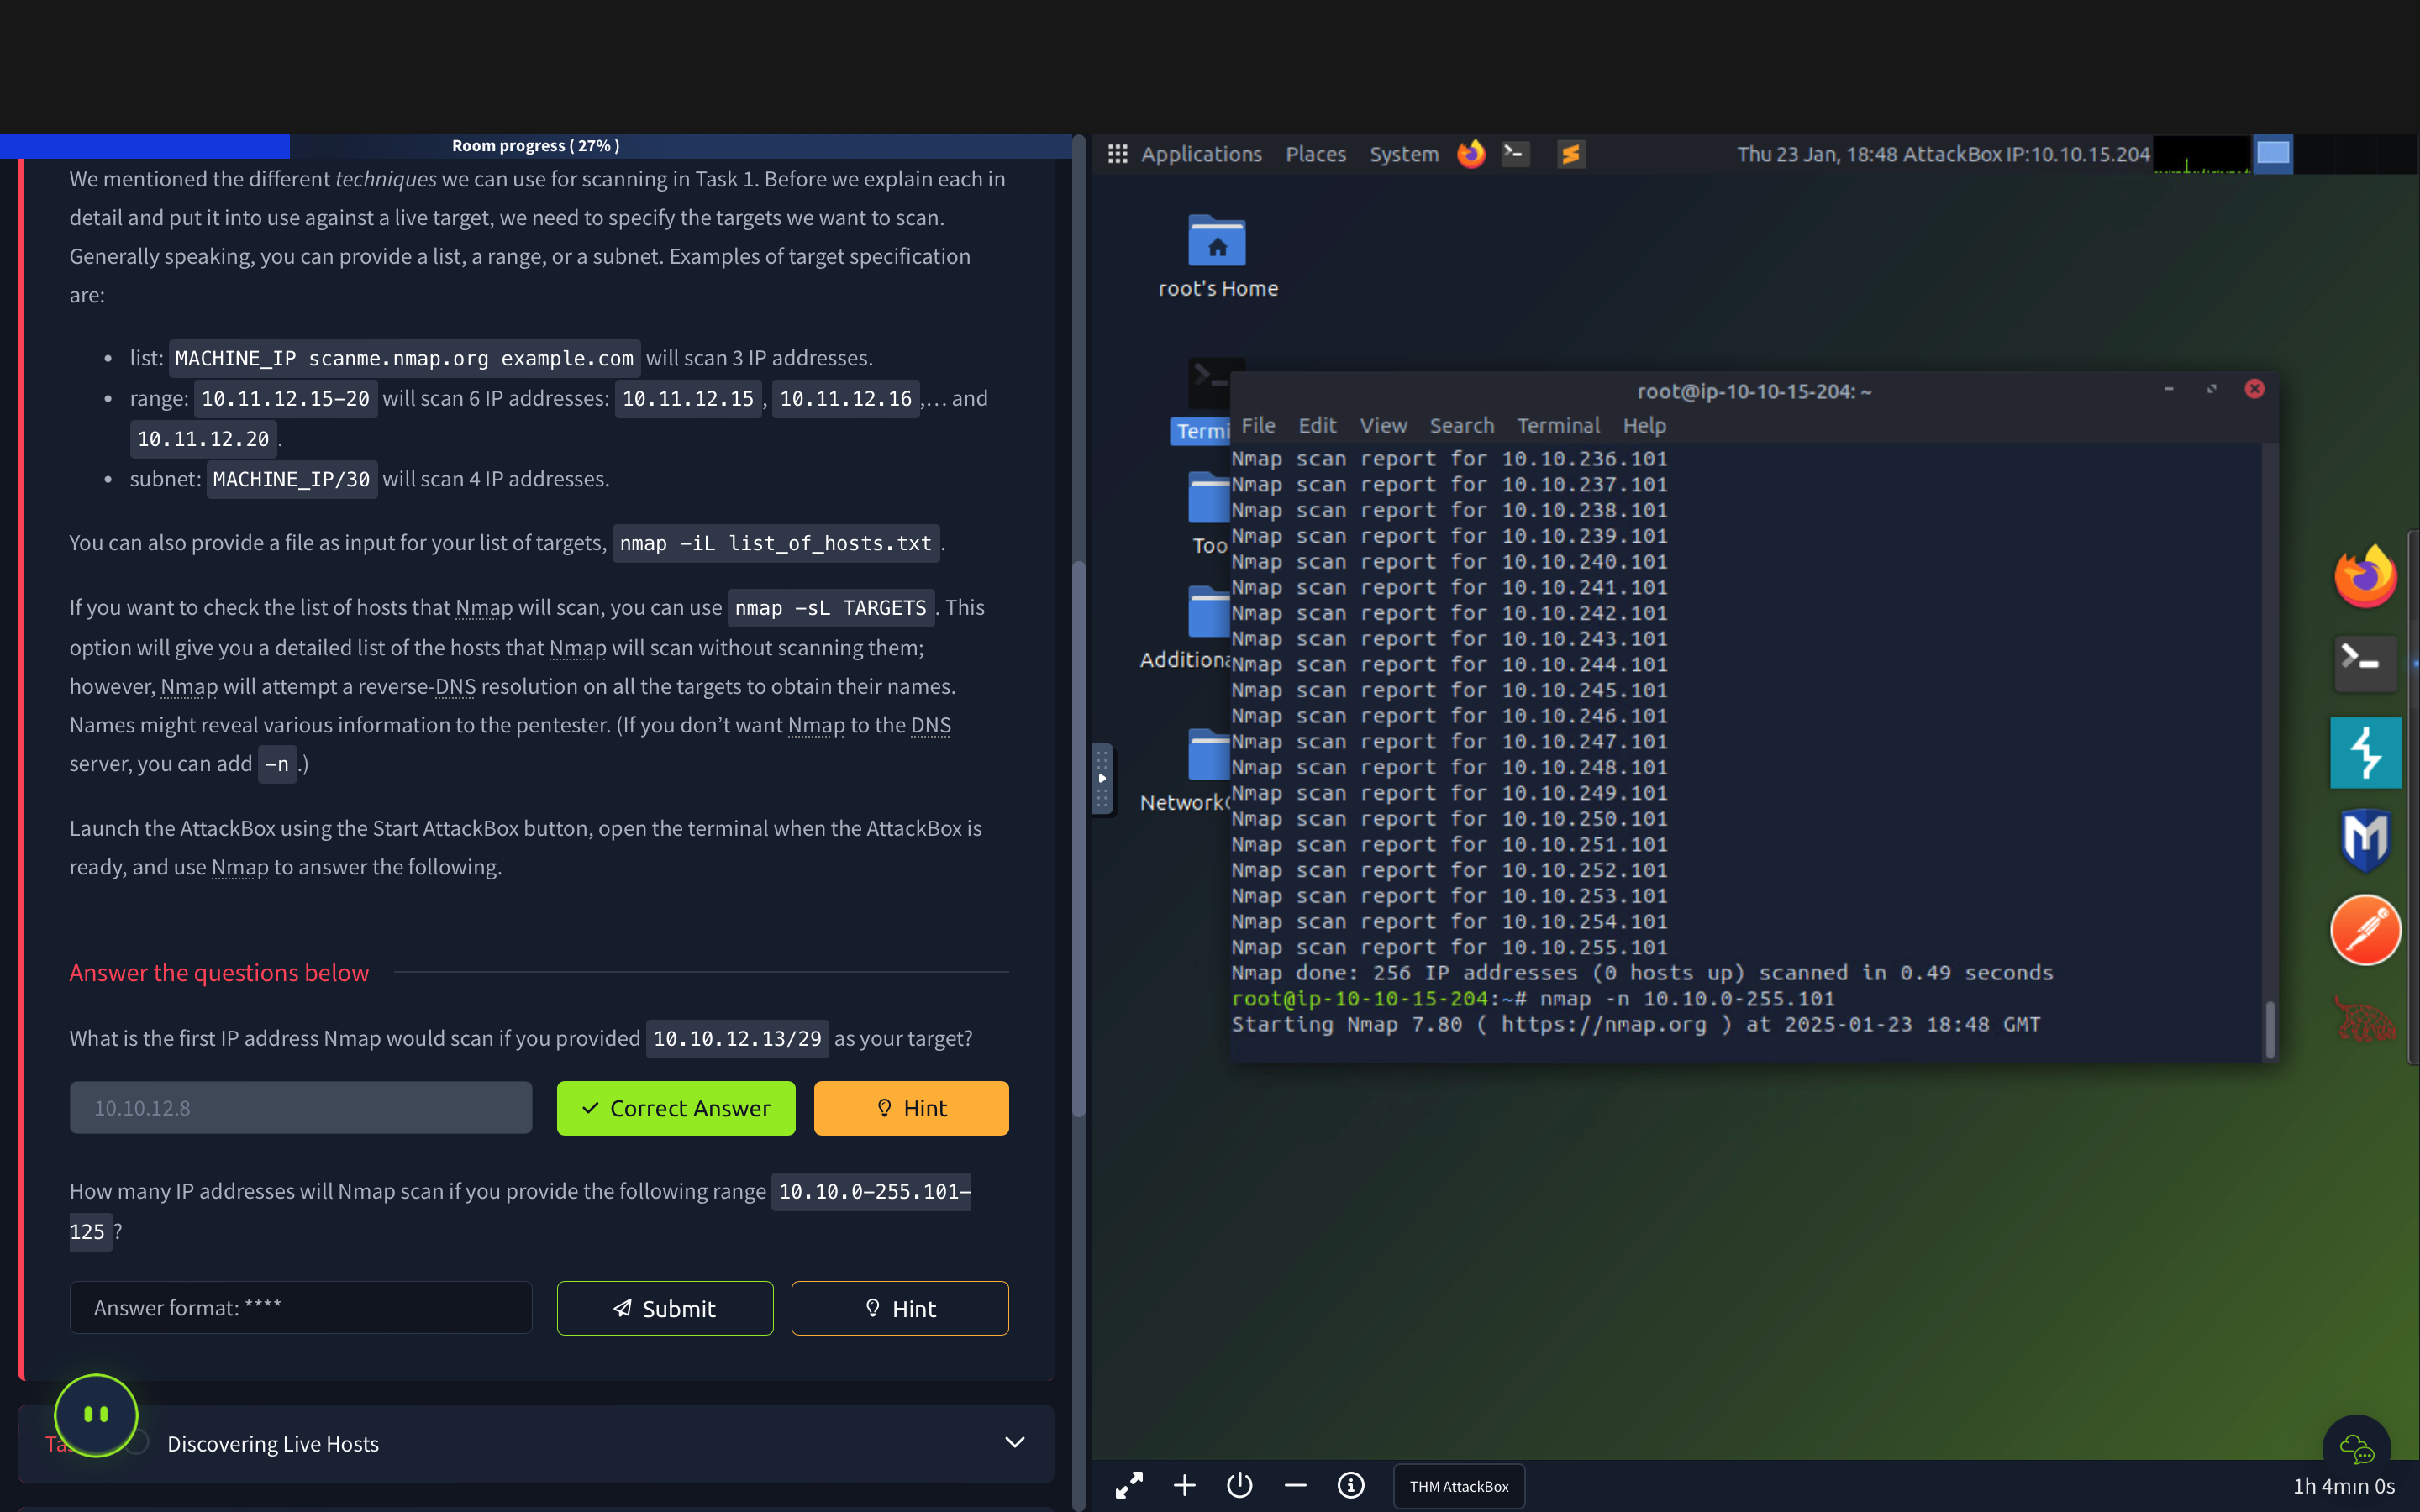 Room progress ( 27% )
We mentioned the different techniques we can use for scanning in Task 1. Before we explain each in
detail and put it into use against a live target, we need to specify the targets we want to scan.
Generally speaking, you can provide a list, a range, or a subnet. Examples of target specification
are:
• list: MACHINE_IP scanme.nmap.org example.com will scan 3 IP addresses.
• range: 10.11.12.15-20 will scan 6 IP addresses: 10.11.12.15 , 10.11.12.16 ,… and
10.11.12.20 .
• subnet: MACHINE_IP/30 will scan 4 IP addresses.
You can also provide a file as input for your list of targets, nmap -iL list_of_hosts.txt .
If you want to check the list of hosts that Nmap will scan, you can use nmap -sL TARGETS . This
option will give you a detailed list of the hosts that Nmap will scan without scanning them;
however, Nmap will attempt a reverse-DNS resolution on all the targets to obtain their names.
Names might reveal various information to the pentester. (If you don’t want Nmap to the DNS
server, you can add -n .)
Launch the AttackBox using the Start AttackBox button, open the terminal when the AttackBox is
ready, and use Nmap to answer the following.
Answer the questions below
What is the first IP address Nmap would scan if you provided 10.10.12.13/29 as your target?
10.10.12.8
Correct Answer
Hint
How many IP addresses will Nmap scan if you provide the following range 10.10.0-255.101-
125 ?
Answer format: ****
Submit
Hint
Ta
Discovering Live Hosts
Applications Places System
Thu 23 Jan, 18:48 AttackBox IP:10.10.15.204
root's Home
Termi
Too
Additiona
Network
root@ip-10-10-15-204: ~
File Edit View Search Terminal Help
Nmap scan report for 10.10.236.101
Nmap scan report for 10.10.237.101
Nmap scan report for 10.10.238.101
Nmap scan report for 10.10.239.101
Nmap scan report for 10.10.240.101
Nmap scan report for 10.10.241.101
Nmap scan report for 10.10.242.101
Nmap scan report for 10.10.243.101
Nmap scan report for 10.10.244.101
Nmap scan report for 10.10.245.101
Nmap scan report for 10.10.246.101
Nmap scan report for 10.10.247.101
Nmap scan report for 10.10.248.101
Nmap scan report for 10.10.249.101
Nmap scan report for 10.10.250.101
Nmap scan report for 10.10.251.101
Nmap scan report for 10.10.252.101
Nmap scan report for 10.10.253.101
Nmap scan report for 10.10.254.101
Nmap scan report for 10.10.255.101
Nmap done: 256 IP addresses (0 hosts up) scanned in 0.49 seconds
root@ip-10-10-15-204:~# nmap -n 10.10.0-255.101
Starting Nmap 7.80 ( https://nmap.org ) at 2025-01-23 18:48 GMT
THM AttackBox
1h 4min 0s